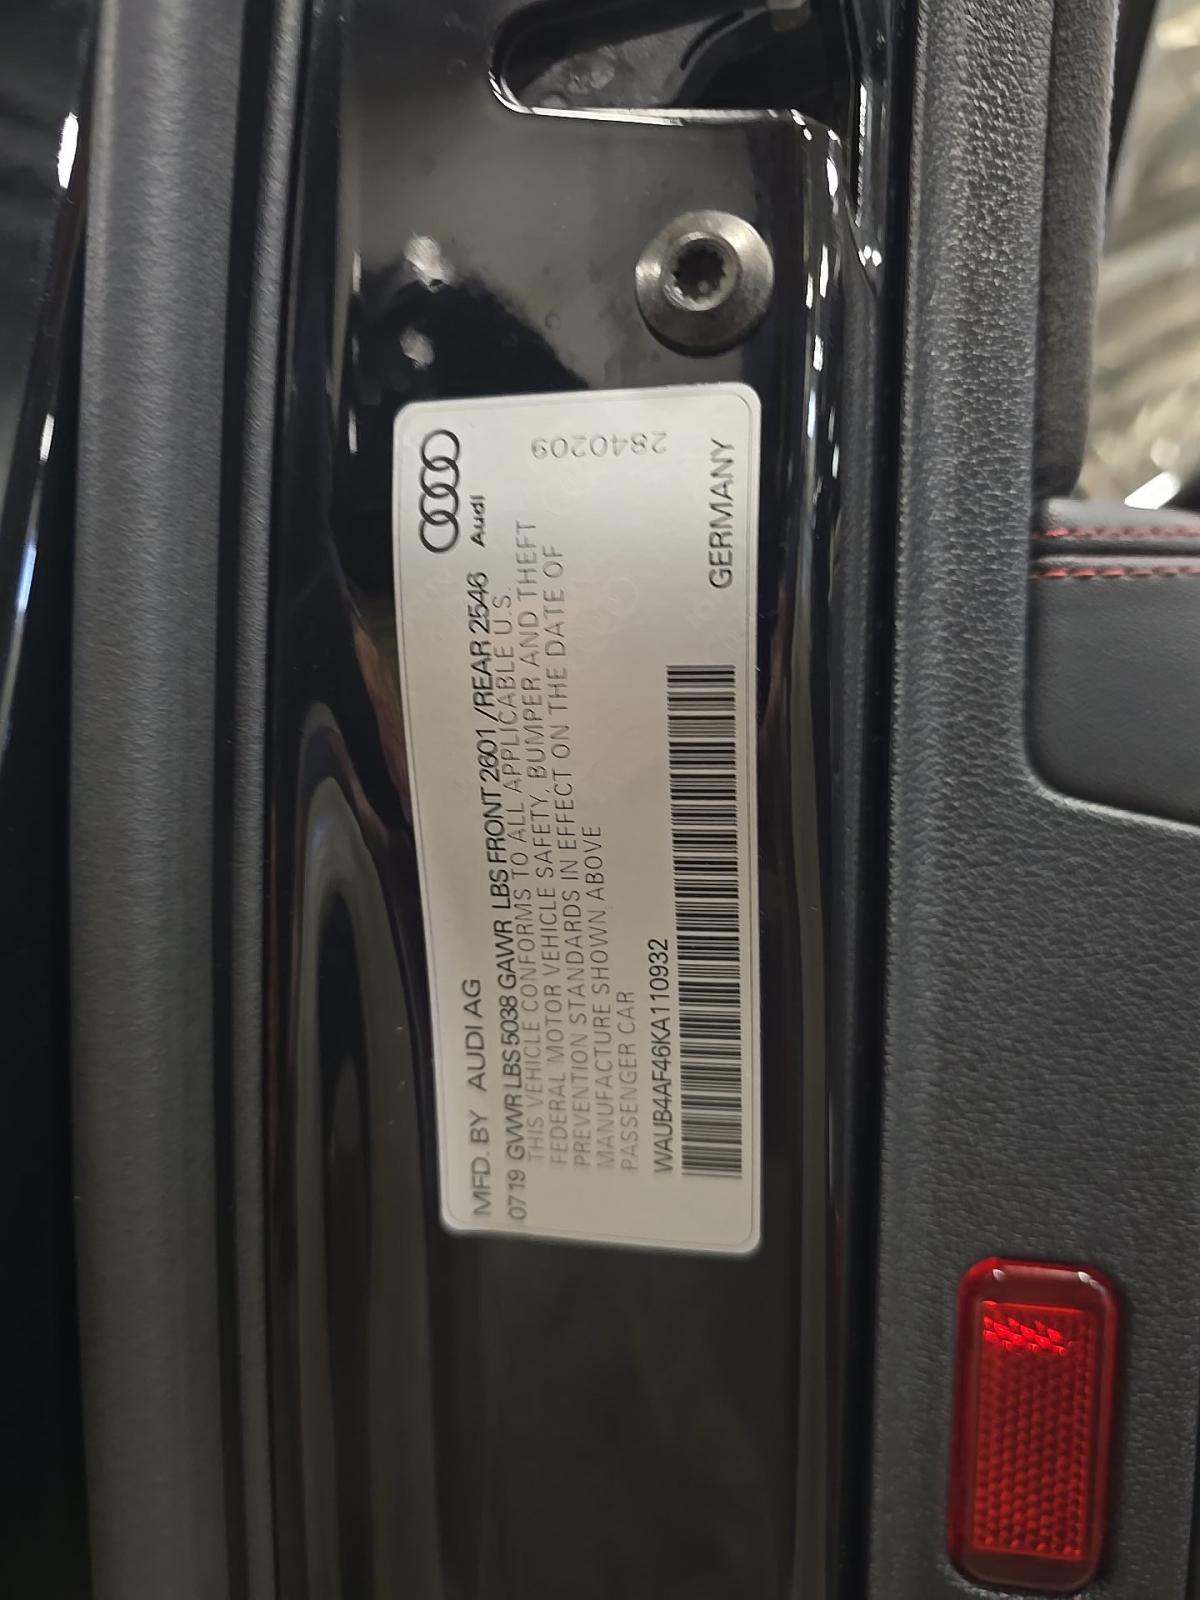 MFD. BY AUDI AG
Audi
0719 GVWR LBS 5038 GAWR LBS FRONT 2601 /REAR 2546
THIS VEHICLE CONFORMS TO ALL APPLICABLE U.S.
FEDERAL MOTOR VEHICLE SAFETY, BUMPER AND THEFT
PREVENTION STANDARDS IN EFFECT ON THE DATE OF
MANUFACTURE SHOWN ABOVE
PASSENGER CAR
2840209
WAUB4AF46KA110932
GERMANY